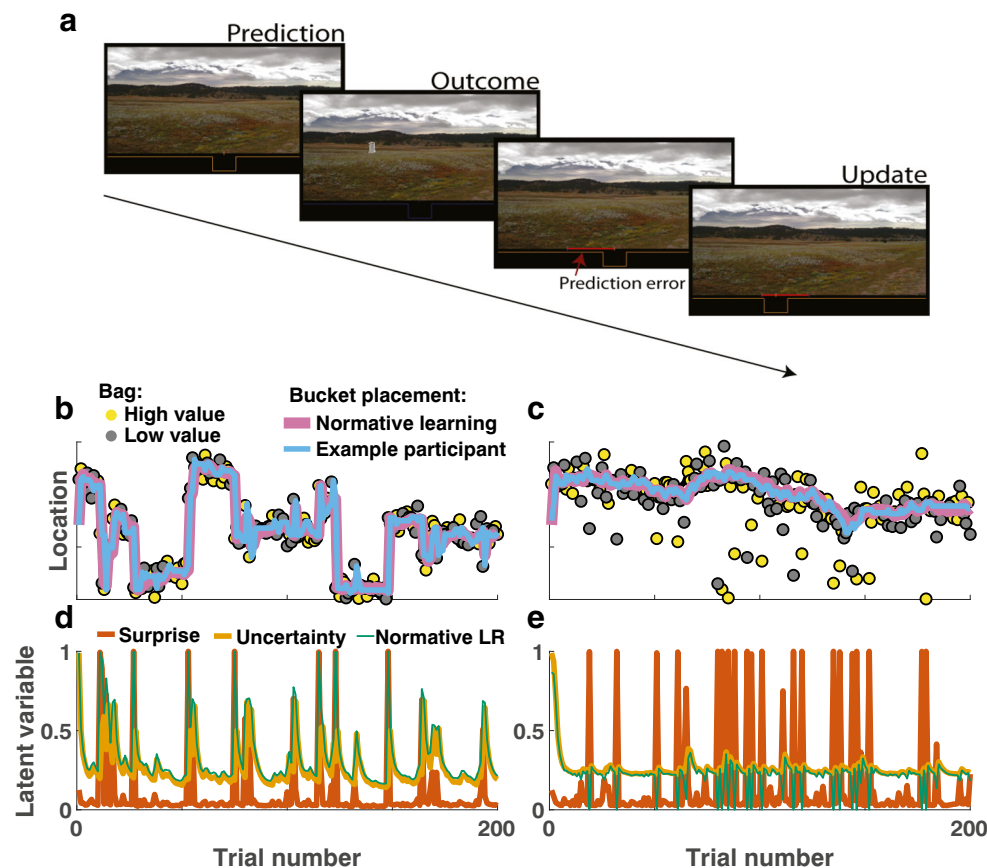 a
Prediction
Outcome
Update
Prediction error
b
Bag:
High value
Low value
Bucket placement:
Normative learning
Example participant
c
Location
d
Surprise
Uncertainty
Normative LR
e
Latent variable
1
0.5
0
0
200
Trial number
1
0.5
0
0
200
Trial number